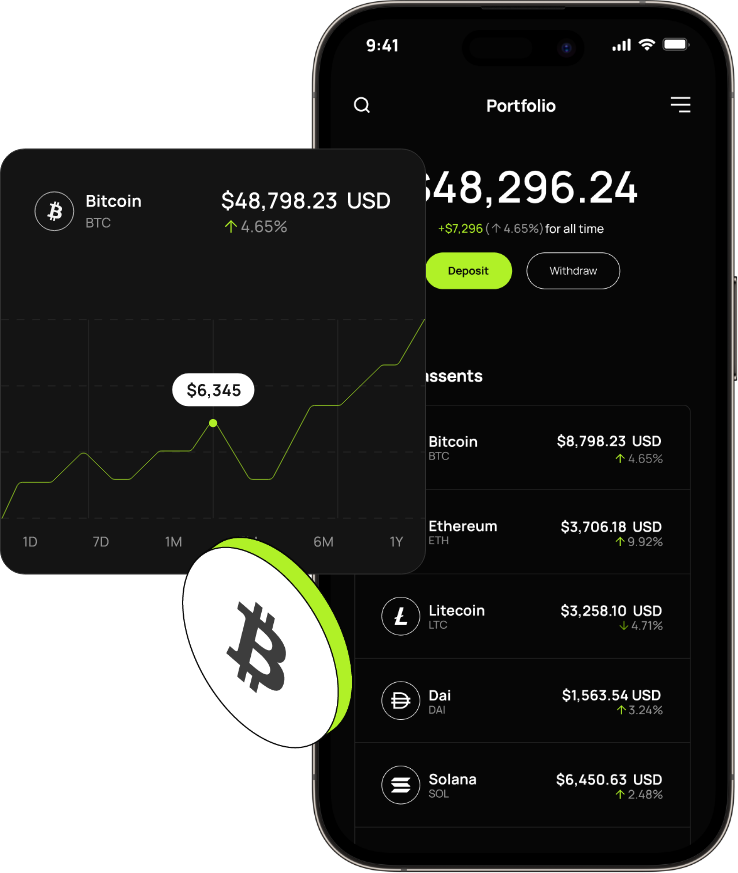 9:41
Portfolio
$48,296.24
+$7,296 (↑ 4.65%) for all time
Deposit
Withdraw
Bitcoin
BTC
$48,798.23 USD
↑ 4.65%
$6,345
1D 7D 1M 6M 1Y
Bitcoin
BTC
$8,798.23 USD
↑ 4.65%
Ethereum
ETH
$3,706.18 USD
↑ 9.92%
Litecoin
LTC
$3,258.10 USD
↓ 4.71%
Dai
DAI
$1,563.54 USD
↑ 3.24%
Solana
SOL
$6,450.63 USD
↑ 2.48%